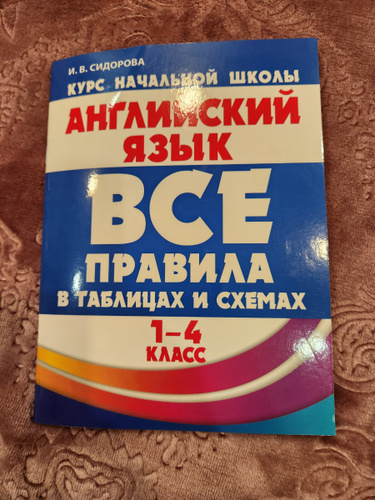 И. В. СИДОРОВА
КУРС НАЧАЛЬНОЙ ШКОЛЫ
АНГЛИЙСКИЙ
ЯЗЫК
ВСЕ
ПРАВИЛА
В ТАБЛИЦАХ И СХЕМАХ
1–4
КЛАСС